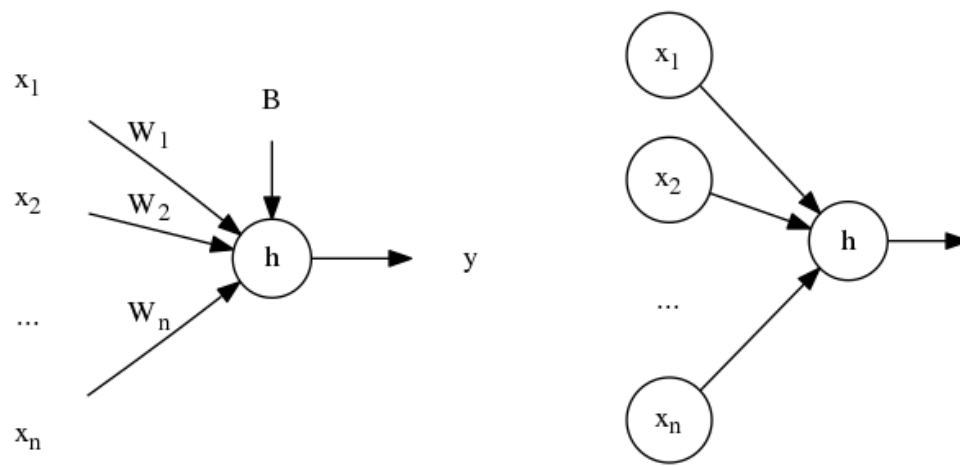 x₁
W₁
B
x₂
W₂
h
y
...
Wₙ
xₙ
x₁
x₂
h
...
xₙ